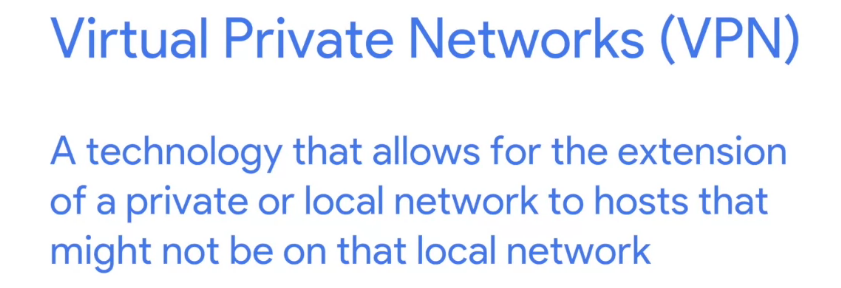 Virtual Private Networks (VPN)
A technology that allows for the extension
of a private or local network to hosts that
might not be on that local network